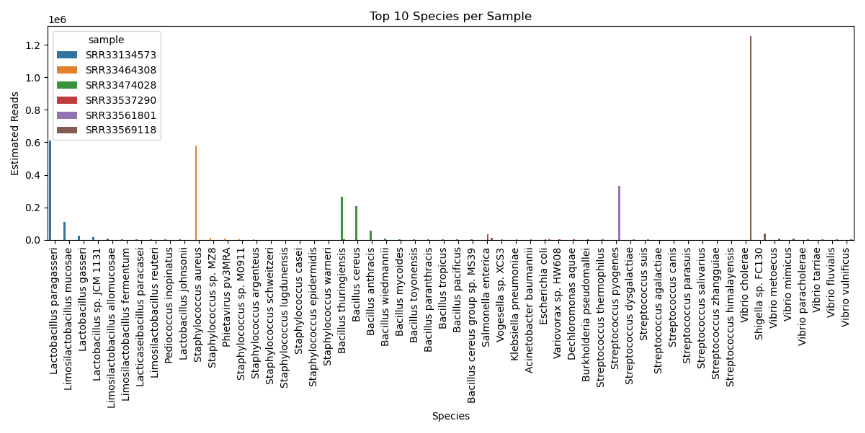 Top 10 Species per Sample
1e6
sample
SRR33134573
SRR33464308
SRR33474028
SRR33537290
SRR33561801
SRR33569118
Estimated Reads
1.2
1.0
0.8
0.6
0.4
0.2
0.0
Lactobacillus paragasseri
Limosilactobacillus mucosae
Lactobacillus gasseri
Lactobacillus sp. JCM 1131
Limosilactobacillus allomucosae
Limosilactobacillus fermentum
Lacticaseibacillus paracasei
Limosilactobacillus reuteri
Pediococcus inopinatus
Lactobacillus johnsonii
Staphylococcus aureus
Staphylococcus sp. MZ8
Phietavirus pv3MRA
Staphylococcus sp. M0911
Staphylococcus argenteus
Staphylococcus schweitzeri
Staphylococcus lugdunensis
Staphylococcus casei
Staphylococcus epidermidis
Staphylococcus warneri
Bacillus thuringiensis
Bacillus cereus
Bacillus anthracis
Bacillus wiedmannii
Bacillus mycoides
Bacillus toyonensis
Bacillus paranthracis
Bacillus tropicus
Bacillus pacificus
Bacillus cereus group sp. MS39
Salmonella enterica
Vogesella sp. XCS3
Klebsiella pneumoniae
Acinetobacter baumannii
Escherichia coli
Variovorax sp. HW608
Dechloromonas aquae
Burkholderia pseudomallei
Streptococcus thermophilus
Streptococcus pyogenes
Streptococcus dysgalactiae
Streptococcus suis
Streptococcus agalactiae
Streptococcus canis
Streptococcus parasuis
Streptococcus salivarius
Streptococcus zhangguiae
Streptococcus himalayensis
Vibrio cholerae
Shigella sp. FC130
Vibrio metoecus
Vibrio mimicus
Vibrio paracholerae
Vibrio tarriae
Vibrio fluvialis
Vibrio vulnificus
Species